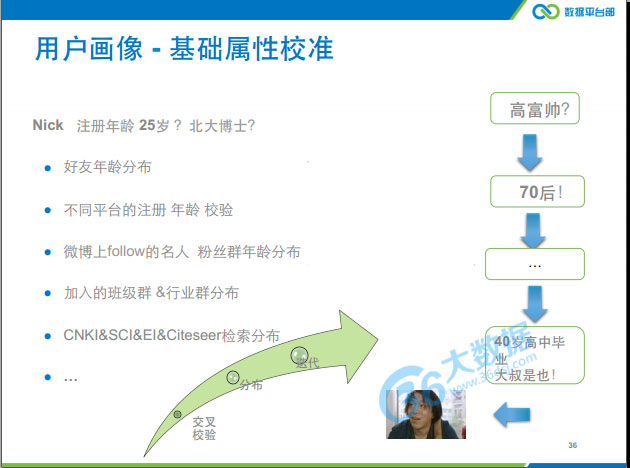 数据平台部
用户画像 - 基础属性校准
Nick 注册年龄 25岁 ? 北大博士?
• 好友年龄分布
• 不同平台的注册 年龄 校验
• 微博上follow的名人 粉丝群年龄分布
• 加入的班级群 &行业群分布
• CNKI&SCI&EI&Citeseer检索分布
• ...
交叉
校验
分布
迭代
高富帅?
70后!
...
40岁高中毕
业
大叔是也!
36大数据
36